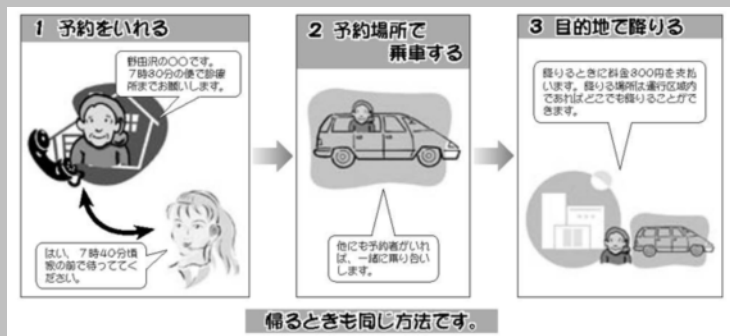 1 予約をいれる
野田沢の〇〇です。
7時30分の便で診療
所までお願いします。
はい、7時40分頃
家の前で待っててく
ださい。
2 予約場所で
乗車する
他にも予約者がいれ
ば、一緒に乗り合い
します。
3 目的地で降りる
降りるときに料金300円を支払
います。降りる場所は運行区域内
であればどこでも降りることがで
きます。
帰るときも同じ方法です。